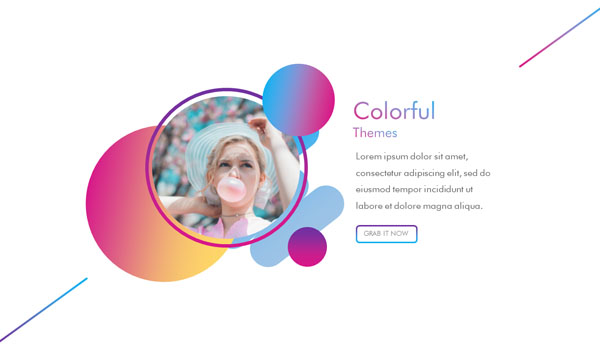 Colorful
Themes
Lorem ipsum dolor sit amet,
consectetur adipiscing elit, sed do
eiusmod tempor incididunt ut
labore et dolore magna aliqua.
GRAB IT NOW